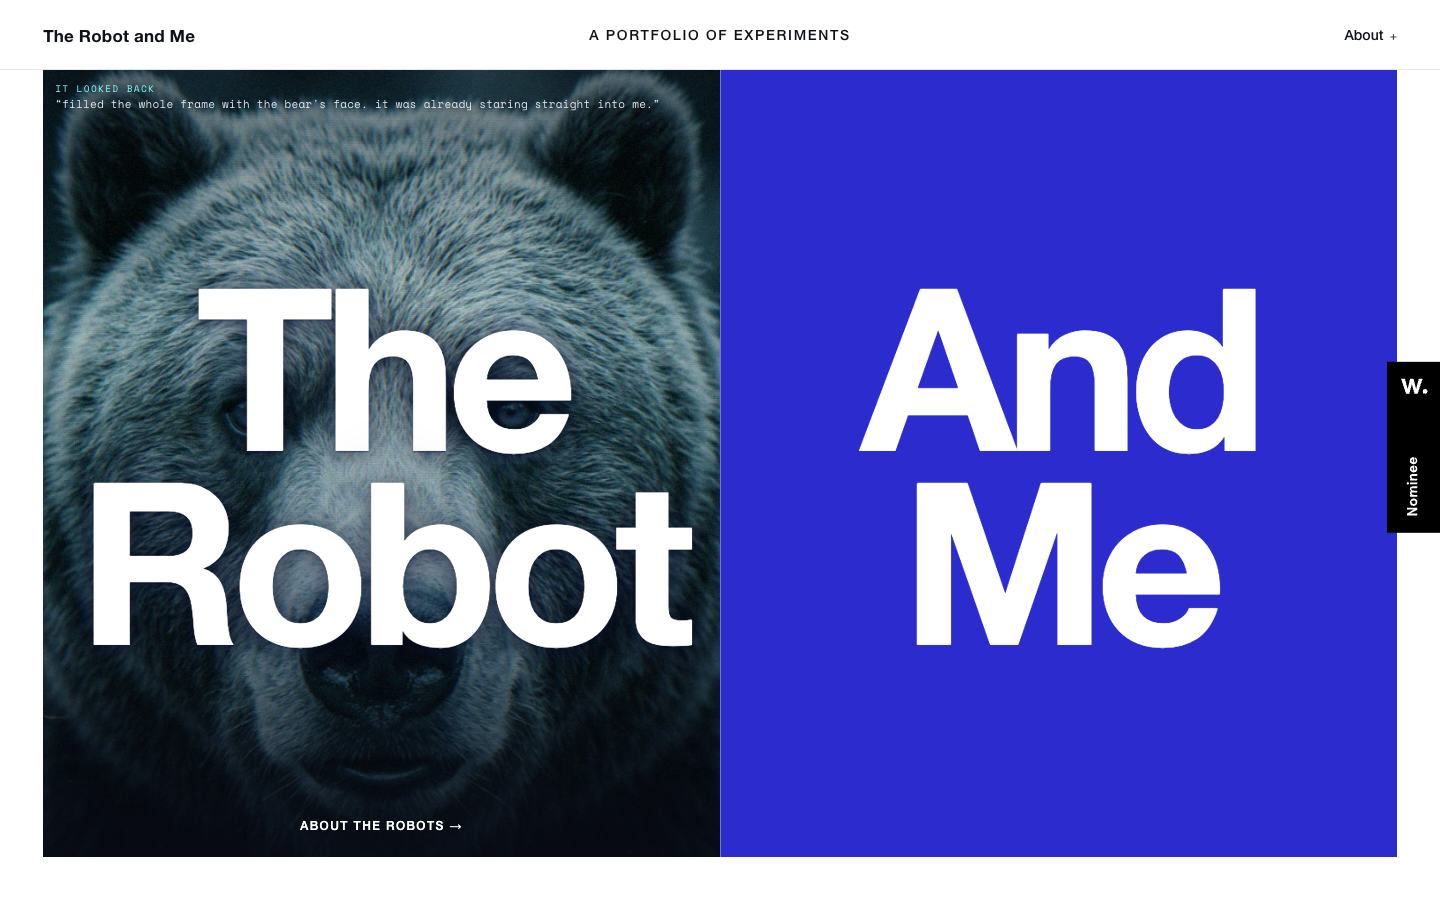 The Robot and Me
A PORTFOLIO OF EXPERIMENTS
About +
IT LOOKED BACK
"filled the whole frame with the bear's face. it was already staring straight into me."
The
Robot
ABOUT THE ROBOTS →
And
Me
W.
Nominee